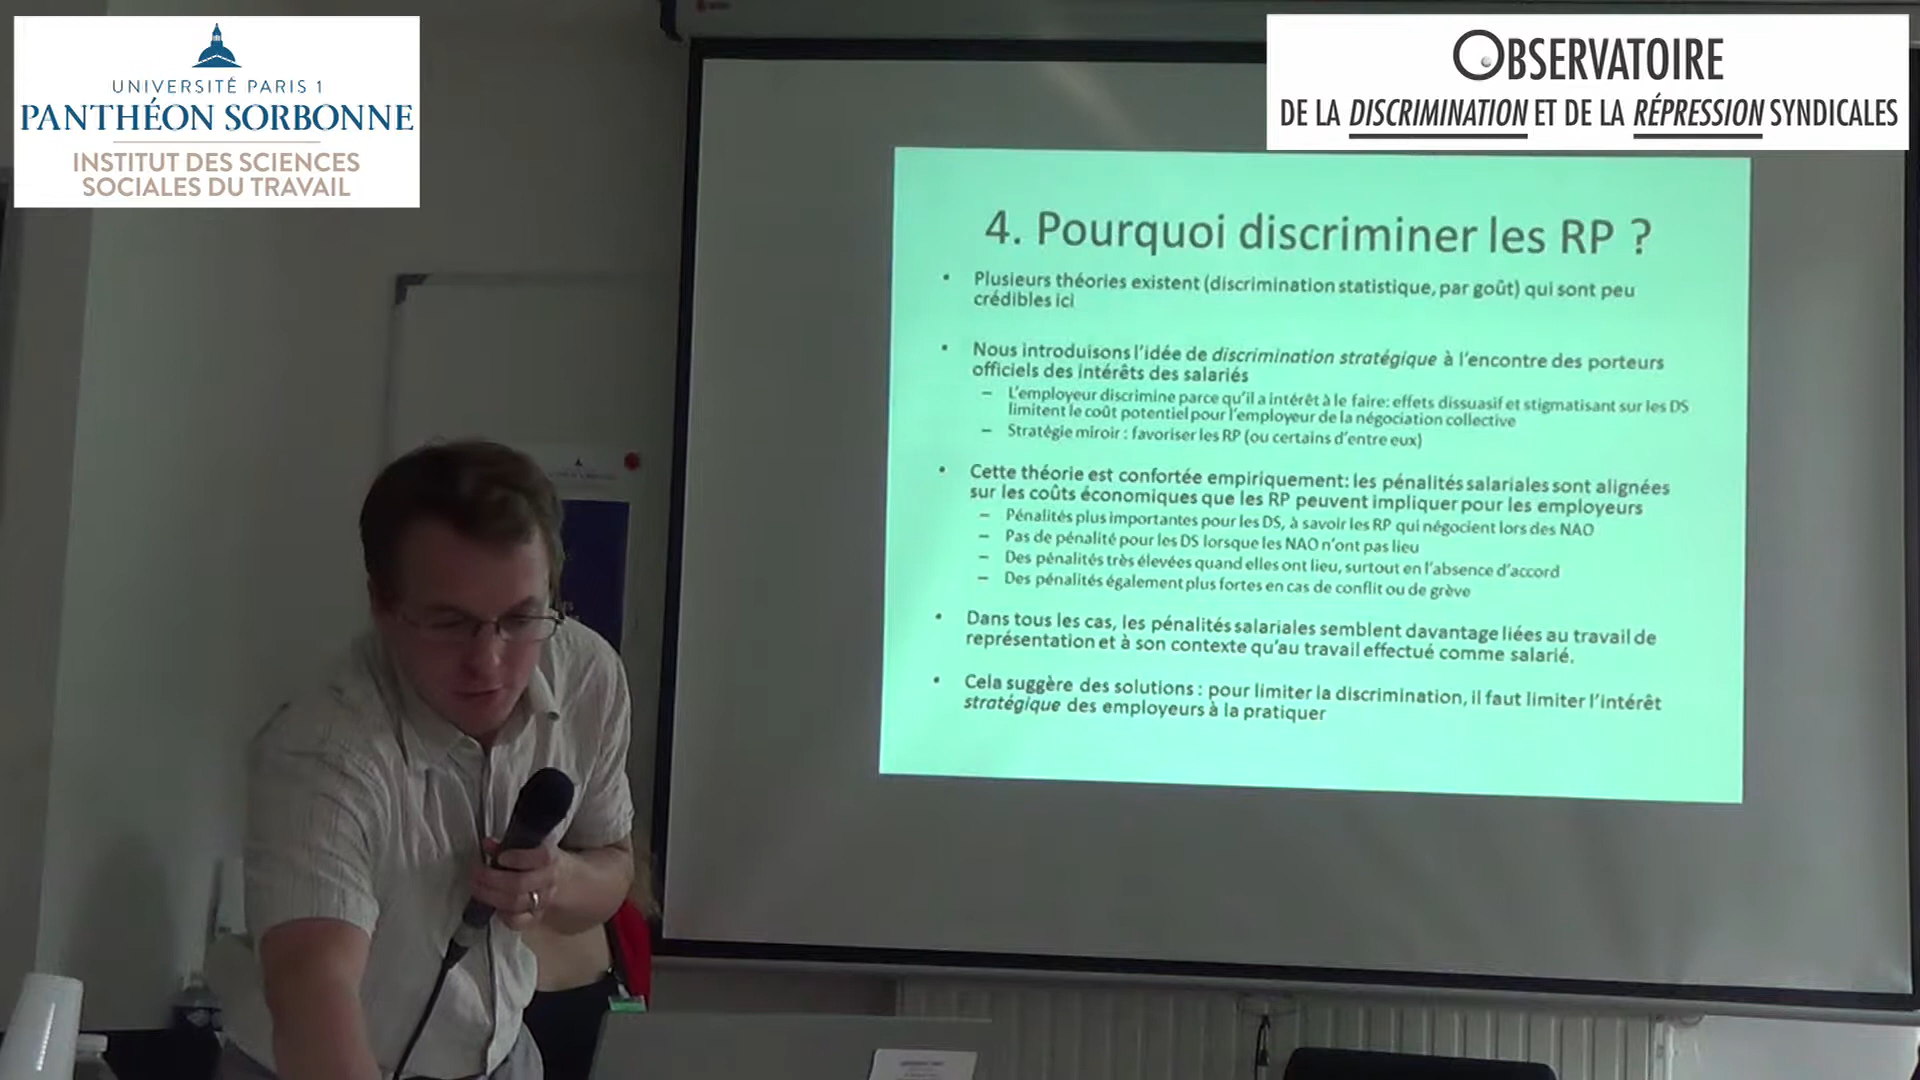 UNIVERSITÉ PARIS 1
PANTHÉON SORBONNE
INSTITUT DES SCIENCES
SOCIALES DU TRAVAIL
OBSERVATOIRE
DE LA DISCRIMINATION ET DE LA RÉPRESSION SYNDICALES
4. Pourquoi discriminer les RP ?
• Plusieurs théories existent (discrimination statistique, par goût) qui sont peu
crédibles ici
• Nous introduisons l'idée de discrimination stratégique à l'encontre des porteurs
officiels des intérêts des salariés
– L'employeur discrimine parce qu'il a intérêt à le faire: effets dissuasif et stigmatisant sur les DS
limitent le coût potentiel pour l'employeur de la négociation collective
– Stratégie miroir : favoriser les RP (ou certains d'entre eux)
• Cette théorie est confortée empiriquement: les pénalités salariales sont alignées
sur les coûts économiques que les RP peuvent impliquer pour les employeurs
– Pénalités plus importantes pour les DS, à savoir les RP qui négocient lors des NAO
– Pas de pénalité pour les DS lorsque les NAO n'ont pas lieu
– Des pénalités très élevées quand elles ont lieu, surtout en l'absence d'accord
– Des pénalités également plus fortes en cas de conflit ou de grève
• Dans tous les cas, les pénalités salariales semblent davantage liées au travail de
représentation et à son contexte qu'au travail effectué comme salarié.
• Cela suggère des solutions : pour limiter la discrimination, il faut limiter l'intérêt
stratégique des employeurs à la pratiquer